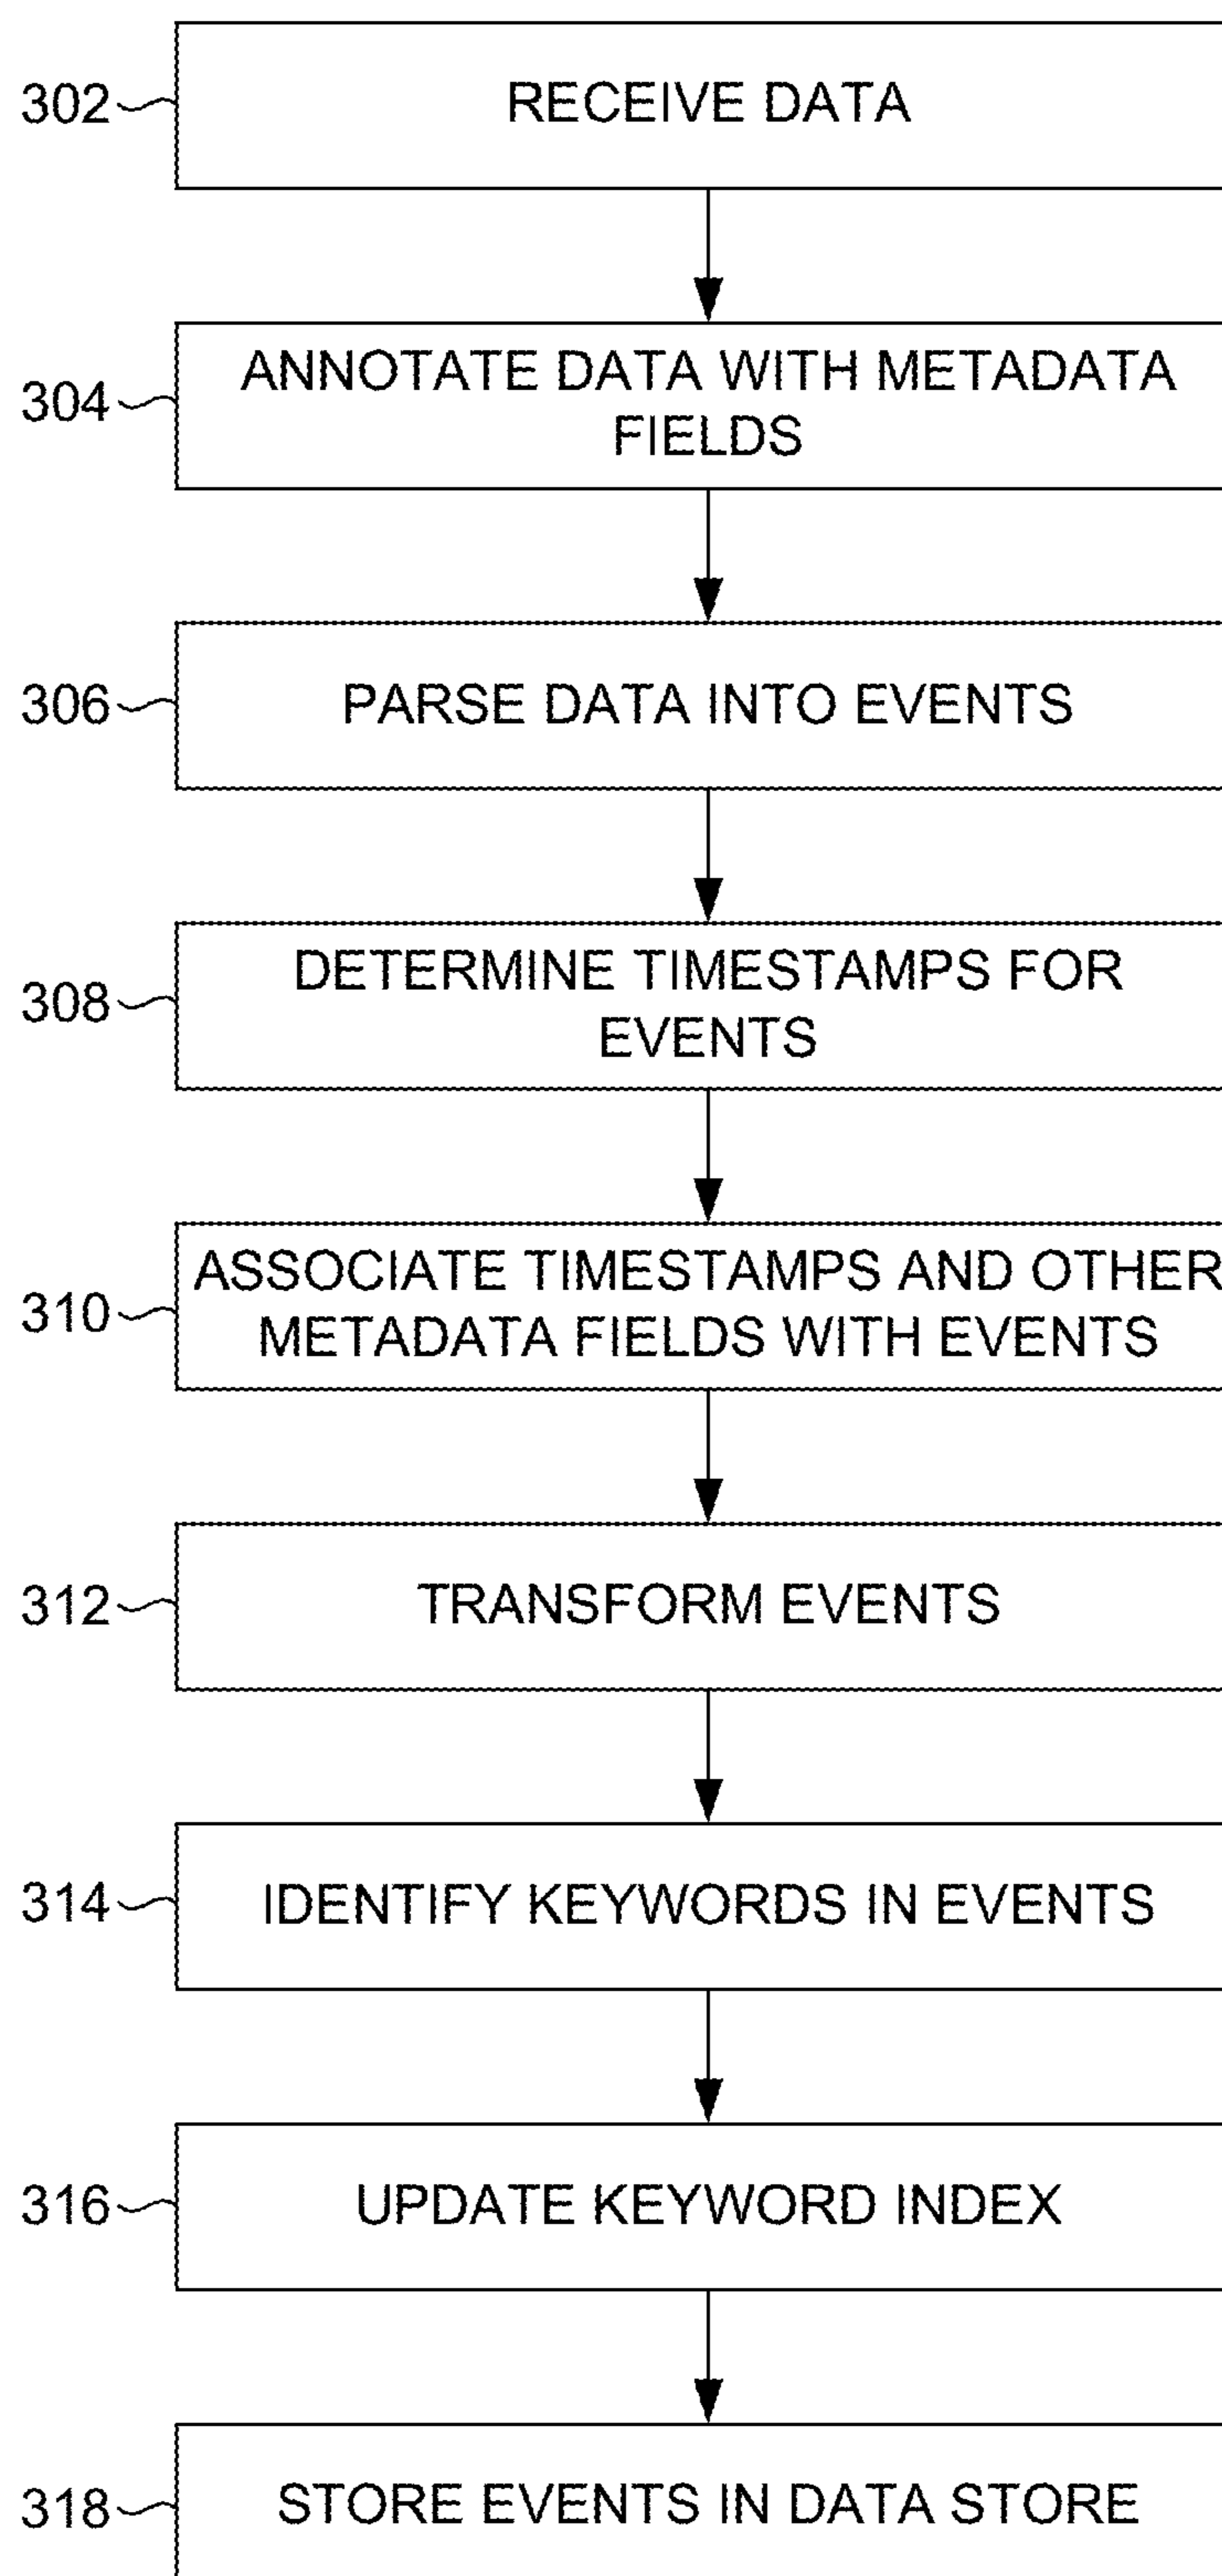 302
RECEIVE DATA
304
ANNOTATE DATA WITH METADATA
FIELDS
306
PARSE DATA INTO EVENTS
308
DETERMINE TIMESTAMPS FOR
EVENTS
310
ASSOCIATE TIMESTAMPS AND OTHER
METADATA FIELDS WITH EVENTS
312
TRANSFORM EVENTS
314
IDENTIFY KEYWORDS IN EVENTS
316
UPDATE KEYWORD INDEX
318
STORE EVENTS IN DATA STORE